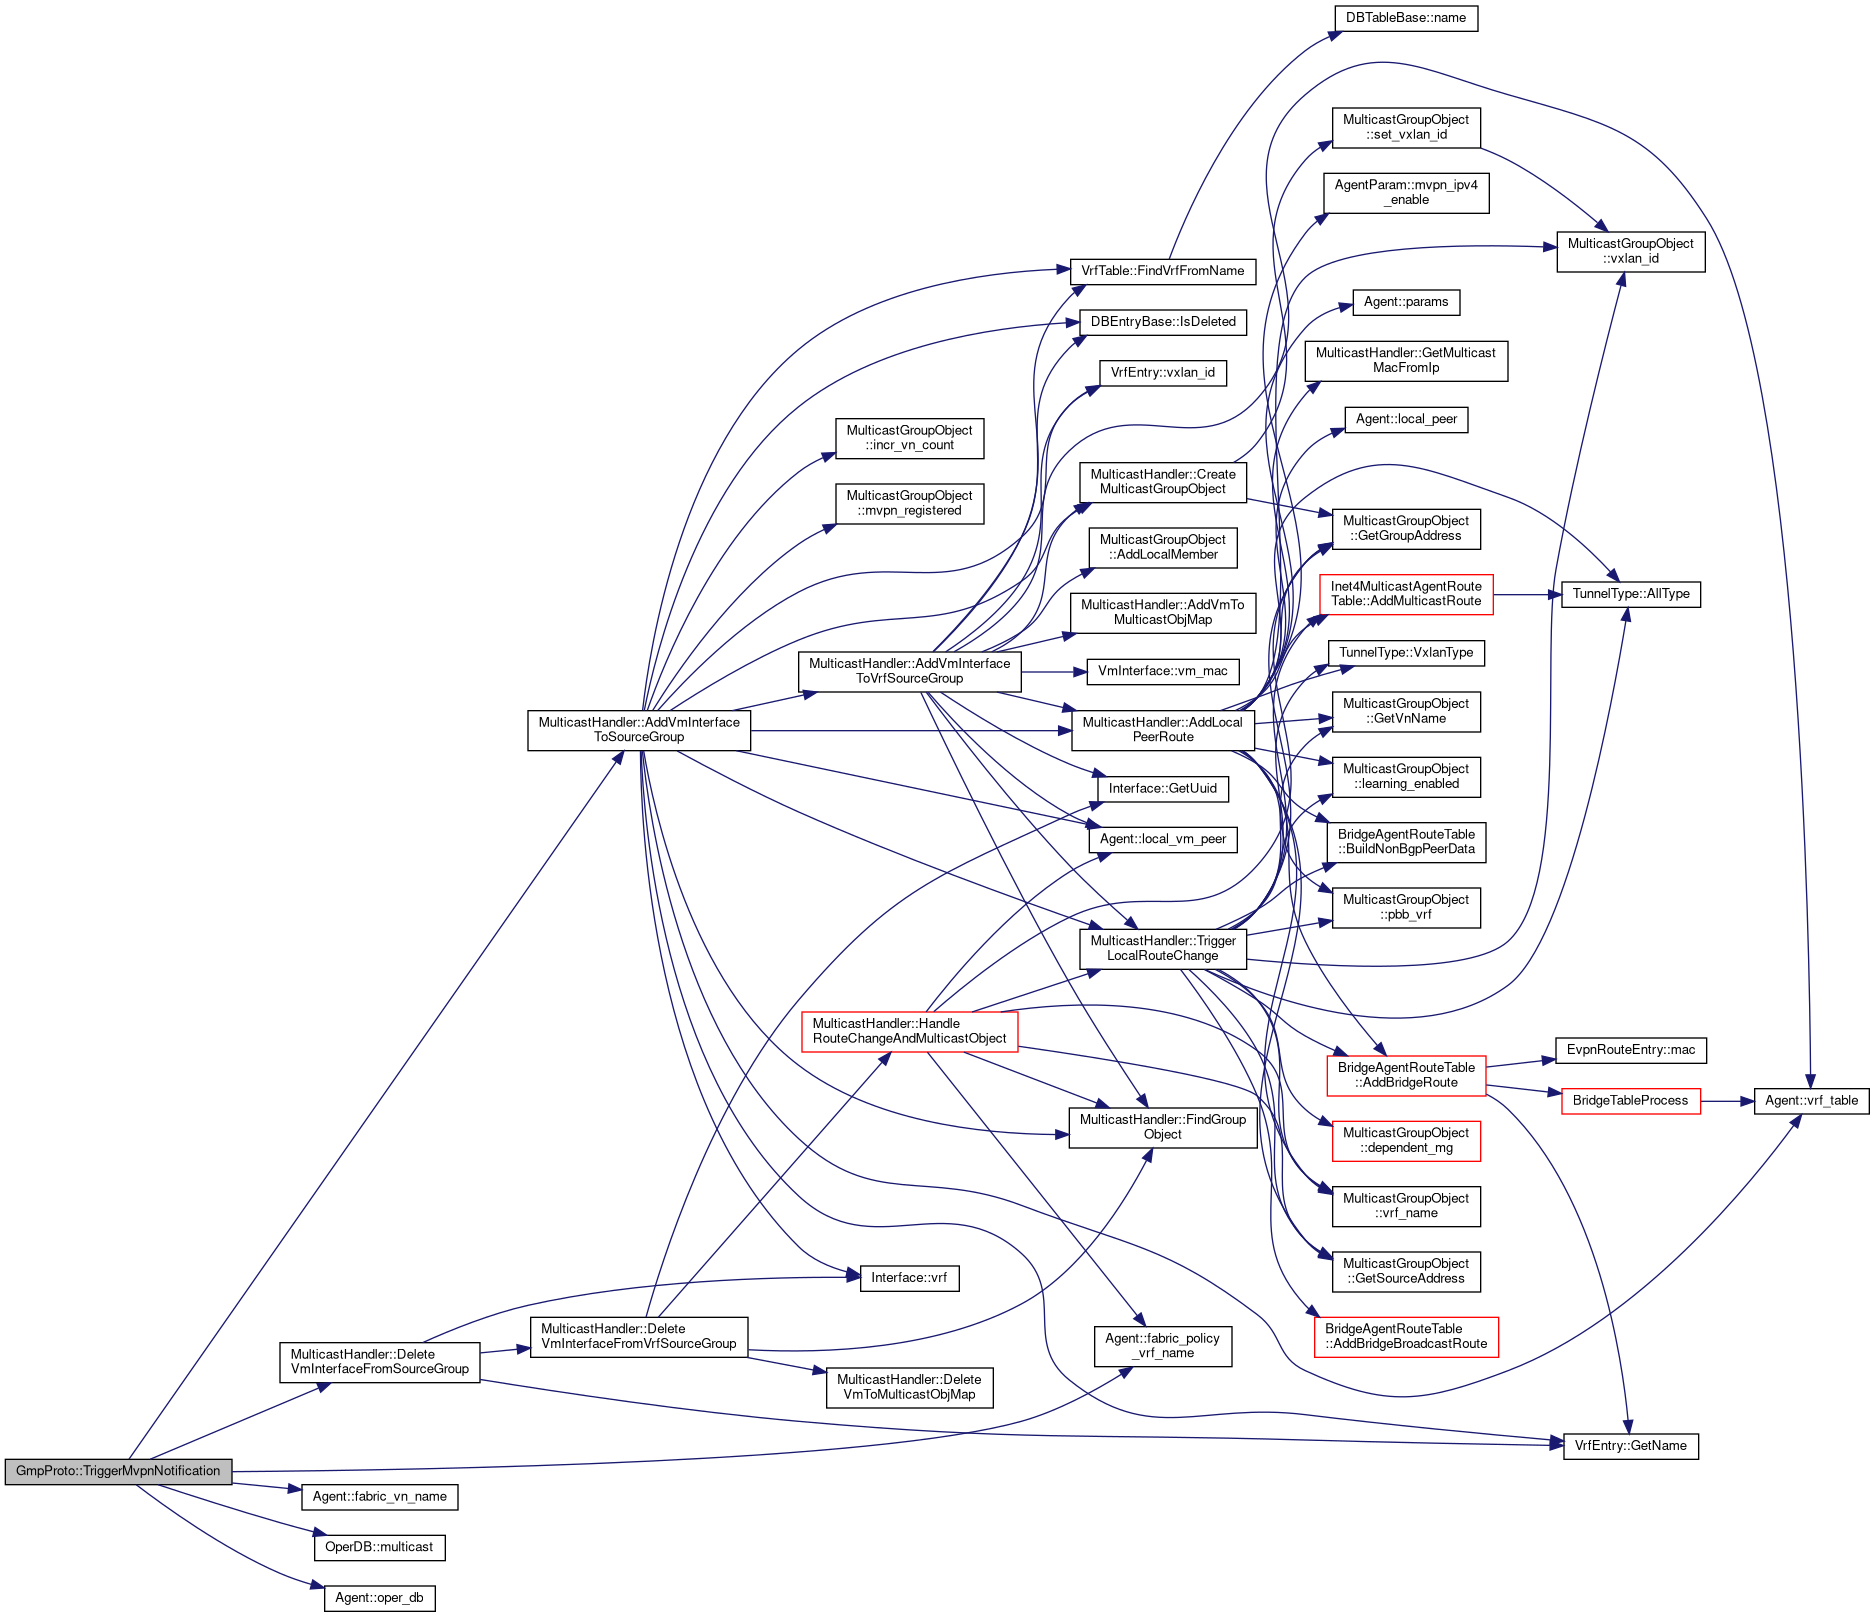 DBTableBase::name
MulticastGroupObject
::set_vxlan_id
AgentParam::mvpn_ipv4
_enable
MulticastGroupObject
::vxlan_id
VrfTable::FindVrfFromName
Agent::params
DBEntryBase::IsDeleted
MulticastHandler::GetMulticast
MacFromIp
VrfEntry::vxlan_id
Agent::local_peer
MulticastGroupObject
::incr_vn_count
MulticastHandler::Create
MulticastGroupObject
MulticastGroupObject
::mvpn_registered
MulticastGroupObject
::GetGroupAddress
MulticastGroupObject
::AddLocalMember
Inet4MulticastAgentRoute
Table::AddMulticastRoute
TunnelType::AllType
MulticastHandler::AddVmTo
MulticastObjMap
TunnelType::VxlanType
MulticastHandler::AddVmInterface
ToVrfSourceGroup
VmInterface::vm_mac
MulticastGroupObject
::GetVnName
MulticastHandler::AddVmInterface
ToSourceGroup
MulticastHandler::AddLocal
PeerRoute
MulticastGroupObject
::learning_enabled
Interface::GetUuid
Agent::local_vm_peer
BridgeAgentRouteTable
::BuildNonBgpPeerData
MulticastGroupObject
::pbb_vrf
MulticastHandler::Trigger
LocalRouteChange
MulticastHandler::Handle
RouteChangeAndMulticastObject
EvpnRouteEntry::mac
BridgeAgentRouteTable
::AddBridgeRoute
BridgeTableProcess
Agent::vrf_table
MulticastHandler::FindGroup
Object
MulticastGroupObject
::dependent_mg
MulticastGroupObject
::vrf_name
MulticastGroupObject
::GetSourceAddress
Interface::vrf
MulticastHandler::Delete
VmInterfaceFromVrfSourceGroup
Agent::fabric_policy
_vrf_name
BridgeAgentRouteTable
::AddBridgeBroadcastRoute
MulticastHandler::Delete
VmInterfaceFromSourceGroup
MulticastHandler::Delete
VmToMulticastObjMap
VrfEntry::GetName
GmpProto::TriggerMvpnNotification
Agent::fabric_vn_name
OperDB::multicast
Agent::oper_db